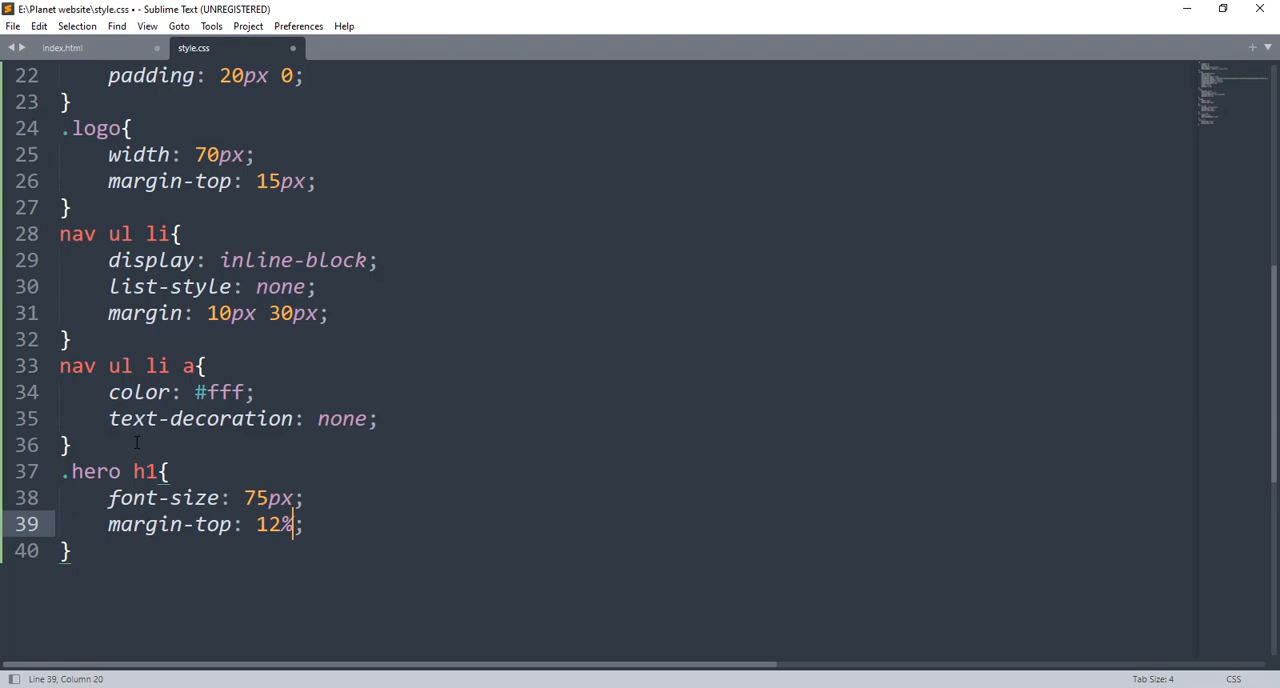 E:\Planet website\style.css • - Sublime Text (UNREGISTERED)
File Edit Selection Find View Goto Tools Project Preferences Help
index.html style.css
22 padding: 20px 0;
23 }
24 .logo{
25 width: 70px;
26 margin-top: 15px;
27 }
28 nav ul li{
29 display: inline-block;
30 list-style: none;
31 margin: 10px 30px;
32 }
33 nav ul li a{
34 color: #fff;
35 text-decoration: none;
36 }
37 .hero h1{
38 font-size: 75px;
39 margin-top: 12%;
40 }
Line 39, Column 20 Tab Size: 4 CSS